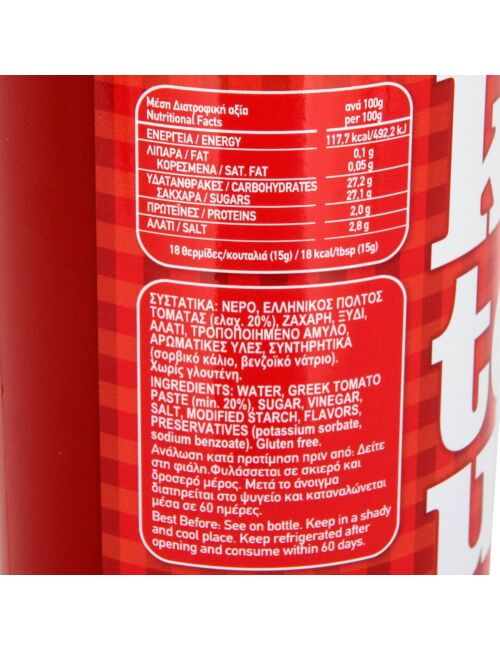 Μέση Διατροφική αξία ανά 100g
Nutritional Facts per 100g
ΕΝΕΡΓΕΙΑ / ENERGY 117,7 kcal/492,2 kJ
ΛΙΠΑΡΑ / FAT 0,1 g
ΚΟΡΕΣΜΕΝΑ / SAT. FAT 0,05 g
ΥΔΑΤΑΝΘΡΑΚΕΣ / CARBOHYDRATES 27,2 g
ΣΑΚΧΑΡΑ / SUGARS 27,1 g
ΠΡΩΤΕΪΝΕΣ / PROTEINS 2,0 g
ΑΛΑΤΙ / SALT 2,8 g
18 θερμίδες/κουταλιά (15g) / 18 kcal/tbsp (15g)
ΣΥΣΤΑΤΙΚΑ: ΝΕΡΟ, ΕΛΛΗΝΙΚΟΣ ΠΟΛΤΟΣ
ΤΟΜΑΤΑΣ (ελαχ. 20%), ΖΑΧΑΡΗ, ΞΥΔΙ,
ΑΛΑΤΙ, ΤΡΟΠΟΠΟΙΗΜΕΝΟ ΑΜΥΛΟ,
ΑΡΩΜΑΤΙΚΕΣ ΥΛΕΣ, ΣΥΝΤΗΡΗΤΙΚΑ
(σορβικό κάλιο, βενζοϊκό νάτριο).
Χωρίς γλουτένη.
INGREDIENTS: WATER, GREEK TOMATO
PASTE (min. 20%), SUGAR, VINEGAR,
SALT, MODIFIED STARCH, FLAVORS,
PRESERVATIVES (potassium sorbate,
sodium benzoate). Gluten free.
Ανάλωση κατά προτίμηση πριν από: Δείτε
στη φιάλη.Φυλάσσεται σε σκιερό και
δροσερό μέρος. Μετά το άνοιγμα
διατηρείται στο ψυγείο και καταναλώνεται
μέσα σε 60 ημέρες.
Best Before: See on bottle. Keep in a shady
and cool place. Keep refrigerated after
opening and consume within 60 days.